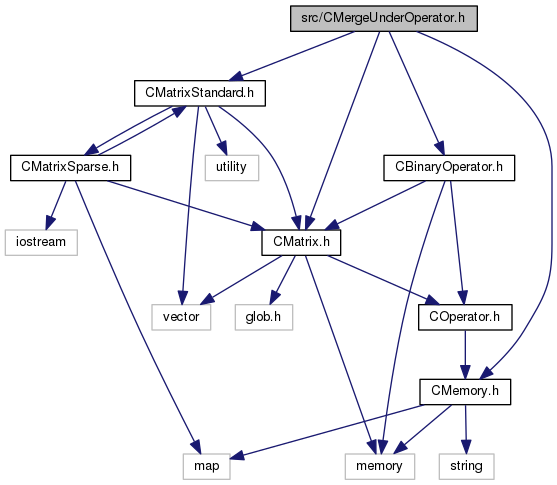 src/CMergeUnderOperator.h
CMatrixStandard.h
CMatrixSparse.h
utility
CBinaryOperator.h
iostream
CMatrix.h
vector
glob.h
COperator.h
CMemory.h
map
memory
string